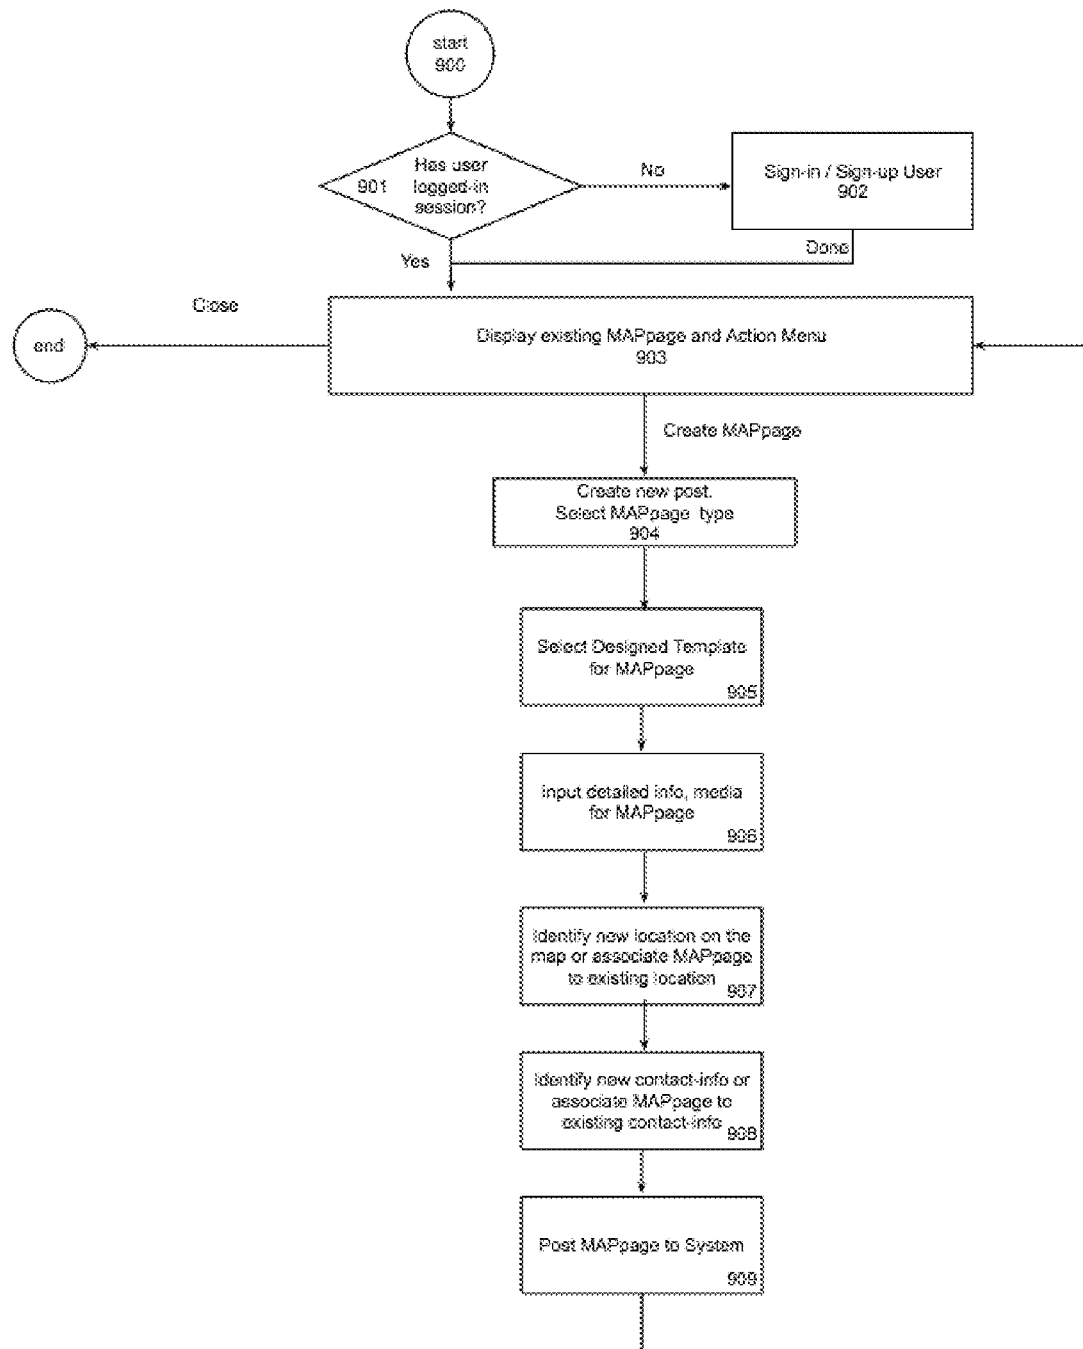 start
900
Has user
901
logged-in
session?
No
Sign-in / Sign-up User
902
Done
Yes
Close
end
Display existing MAPpage and Action Menu
903
Create MAPpage
Create new post.
Select MAPpage type
904
Select Designed Template
for MAPpage
905
Input detailed info, media
for MAPpage
906
Identify new location on the
map or associate MAPpage
to existing location
907
Identify new contact-info or
associate MAPpage to
existing contact-info
908
Post MAPpage to System
909